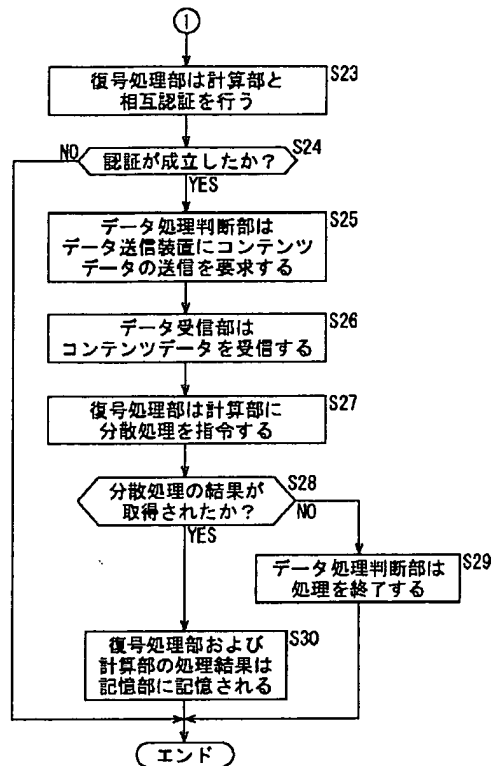 1
復号処理部は計算部と
相互認証を行う
S23
認証が成立したか?
S24
NO
YES
データ処理判断部は
データ送信装置にコンテンツ
データの送信を要求する
S25
データ受信部は
コンテンツデータを受信する
S26
復号処理部は計算部に
分散処理を指令する
S27
分散処理の結果が
取得されたか?
S28
NO
YES
データ処理判断部は
処理を終了する
S29
復号処理部および
計算部の処理結果は
記憶部に記憶される
S30
エンド